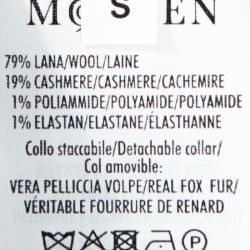 S
79% LANA/WOOL/LAINE
19% CASHMERE/CASHMERE/CACHEMIRE
1% POLIAMMIDE/POLYAMIDE/POLYAMIDE
1% ELASTAN/ELASTANE/ÉLASTHANNE
Collo staccabile/Detachable collar/
Col amovible:
VERA PELLICCIA VOLPE/REAL FOX FUR/
VÉRITABLE FOURRURE DE RENARD